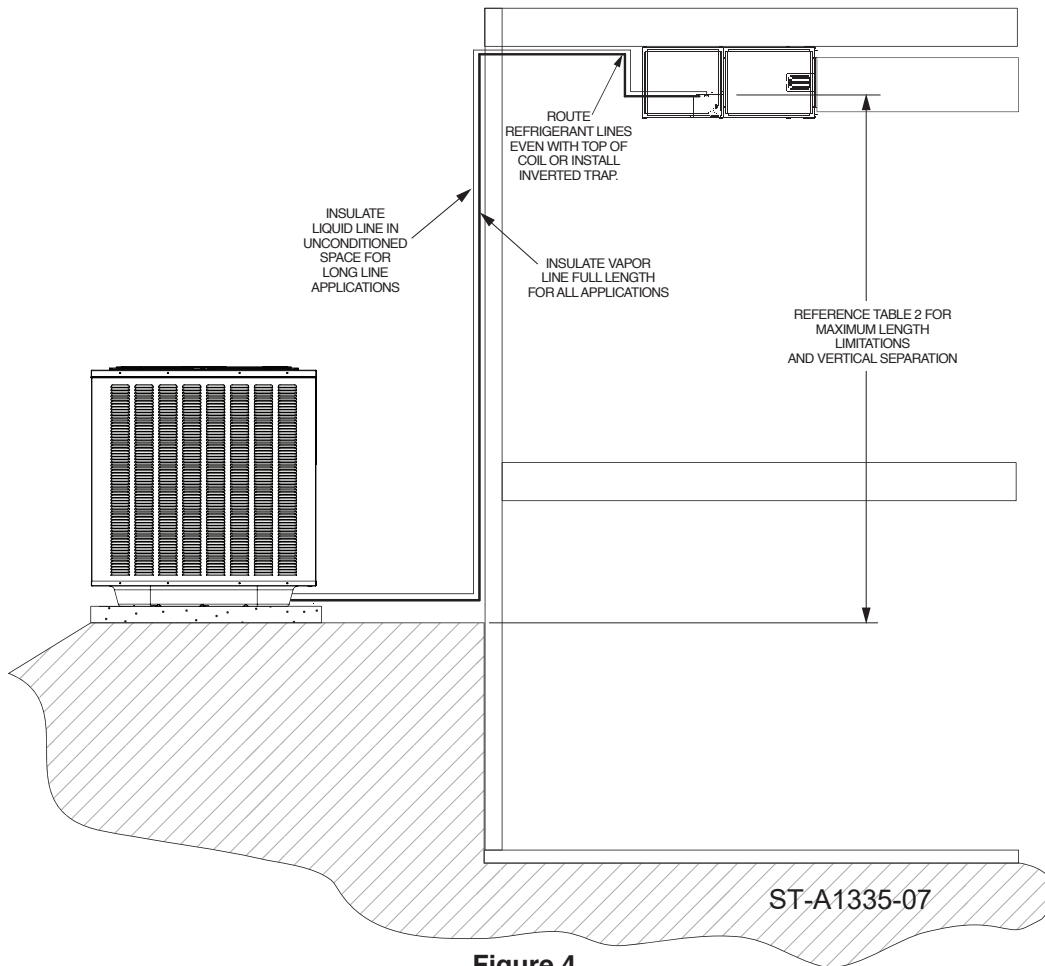 ROUTE
REFRIGERANT LINES
EVEN WITH TOP OF
COIL OR INSTALL
INVERTED TRAP.
INSULATE
LIQUID LINE IN
UNCONDITIONED
SPACE FOR
LONG LINE
APPLICATIONS
INSULATE VAPOR
LINE FULL LENGTH
FOR ALL APPLICATIONS
REFERENCE TABLE 2 FOR
MAXIMUM LENGTH
LIMITATIONS
AND VERTICAL SEPARATION
ST-A1335-07
Figure 4